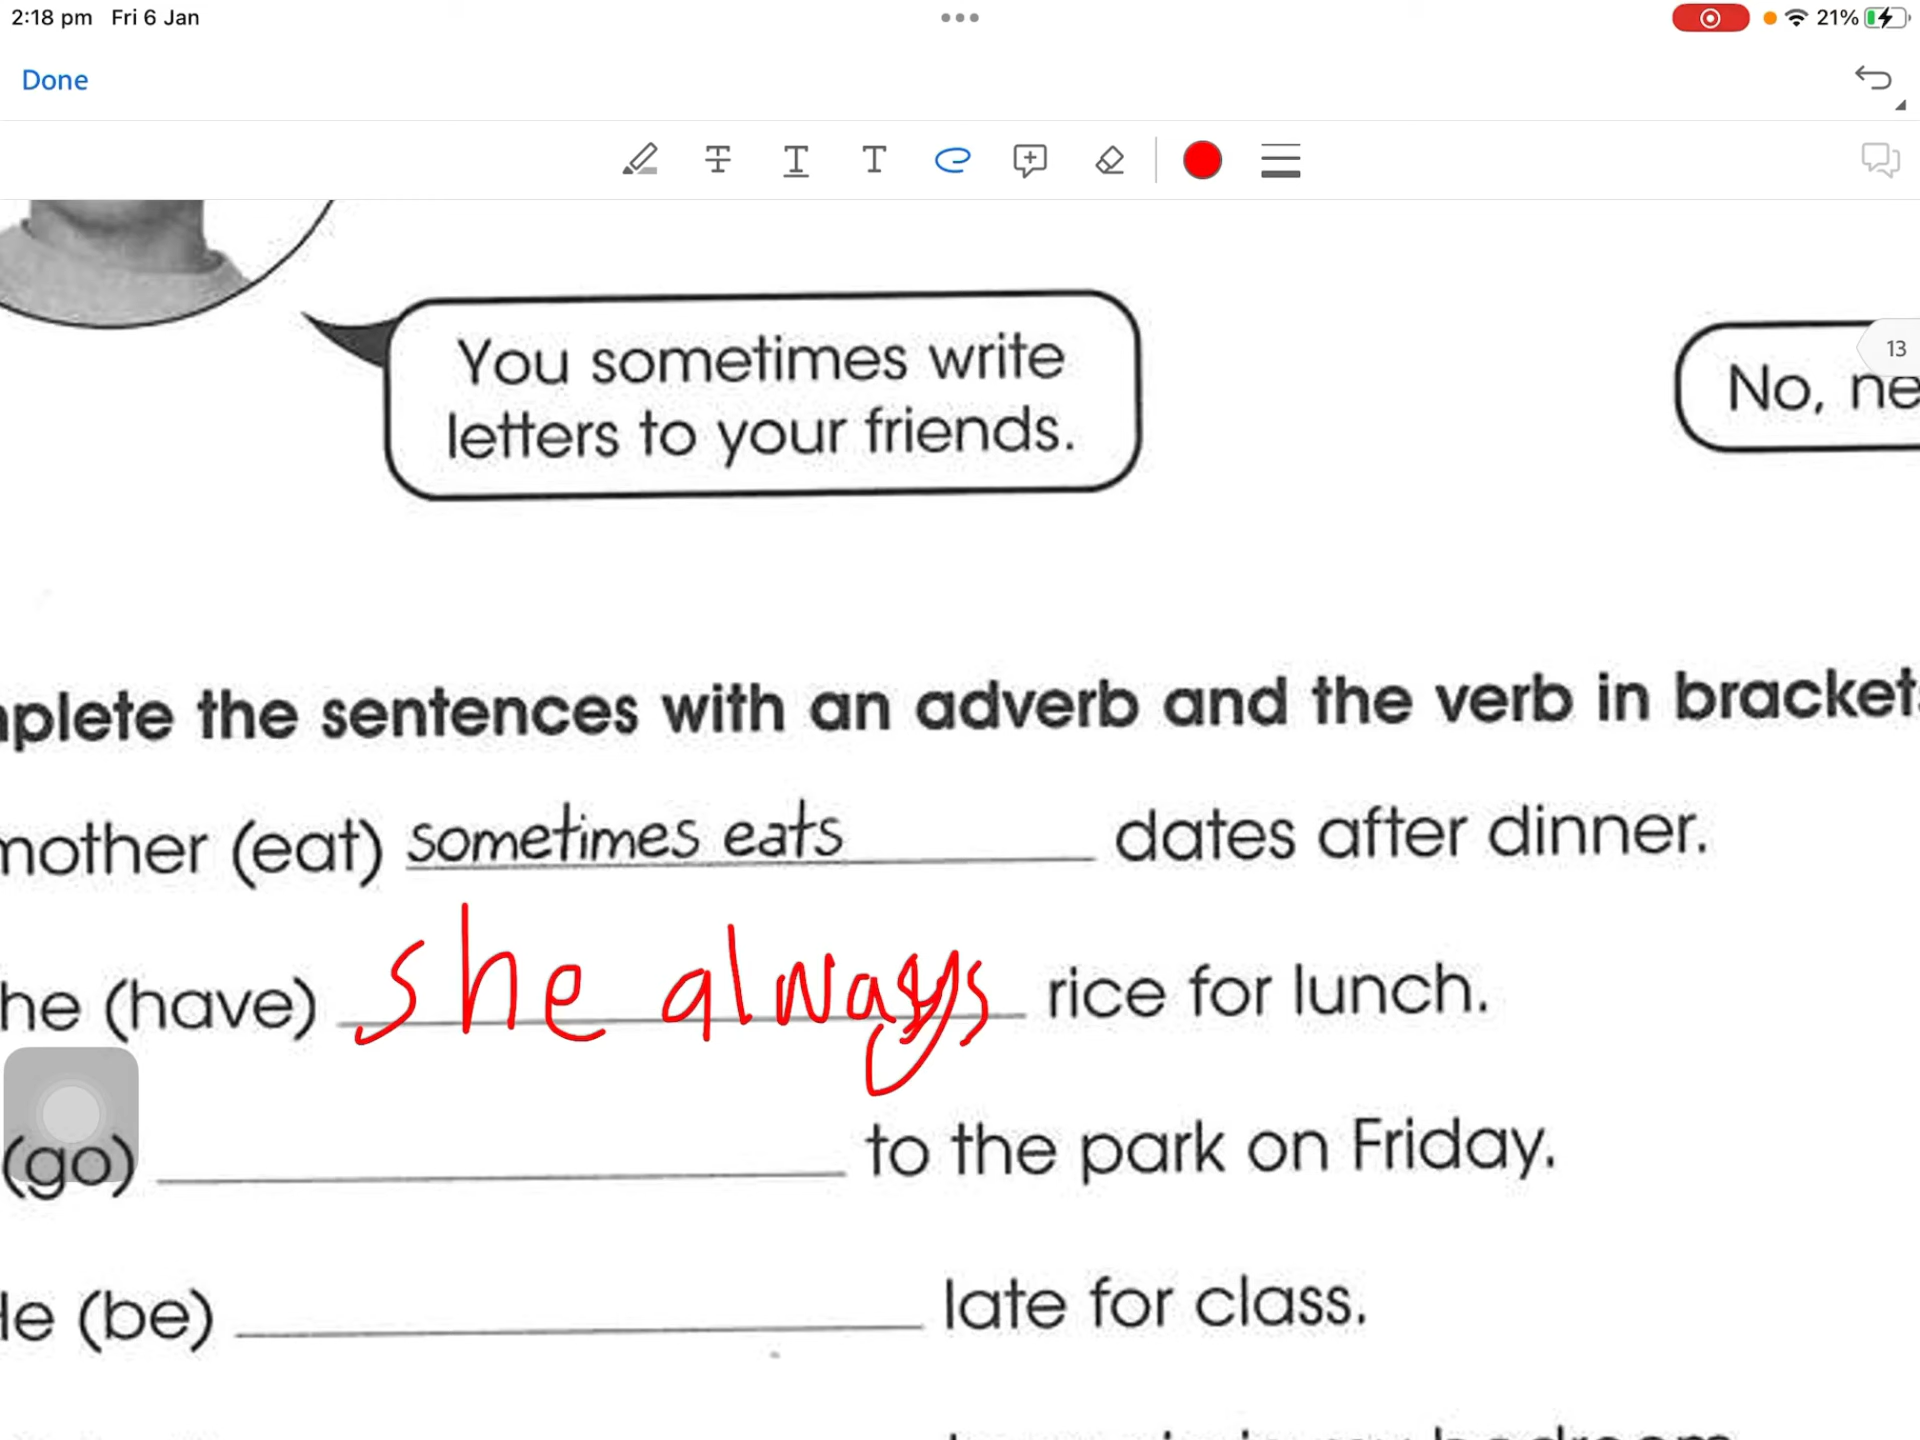 2:18 pm Fri 6 Jan
21%
Done
T T T
You sometimes write
letters to your friends.
13
No, ne
plete the sentences with an adverb and the verb in bracket
mother (eat) sometimes eats dates after dinner.
he (have) she always rice for lunch.
(go) to the park on Friday.
He (be) late for class.